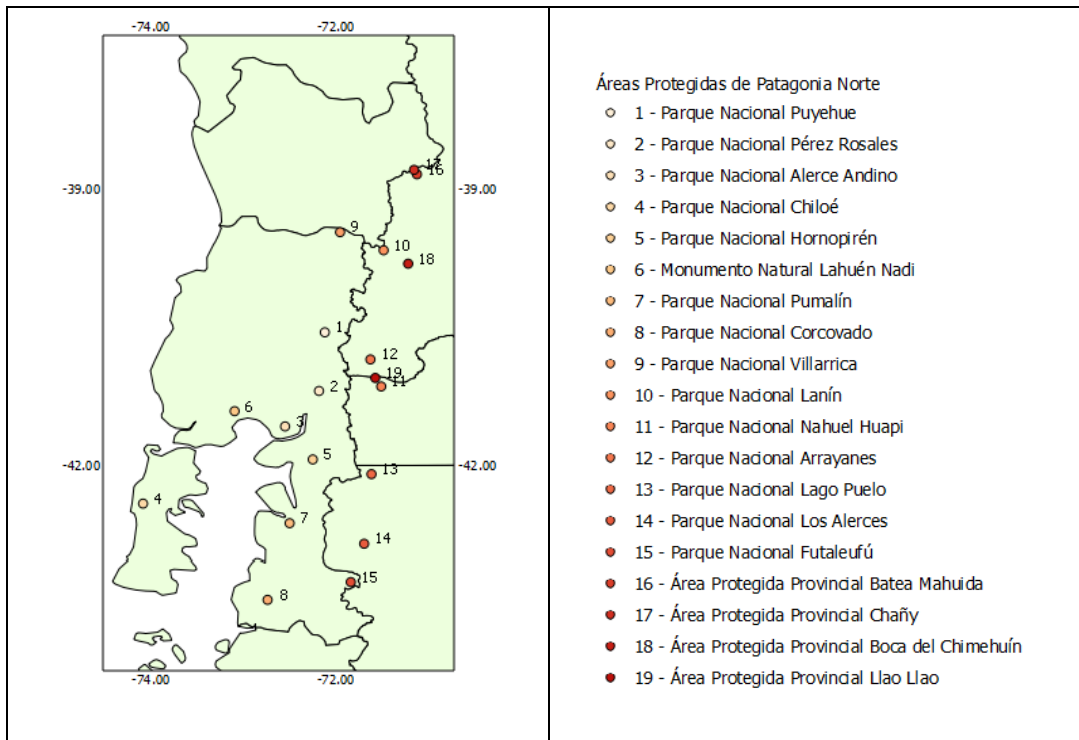 -74.00 -72.00
-39.00 -39.00
17
16
9
10
18
1
12
19
11
2
6
3
5
-42.00 -42.00
13
4
7
14
15
8
-74.00 -72.00
Áreas Protegidas de Patagonia Norte
1 - Parque Nacional Puyehue
2 - Parque Nacional Pérez Rosales
3 - Parque Nacional Alerce Andino
4 - Parque Nacional Chiloé
5 - Parque Nacional Hornopirén
6 - Monumento Natural Lahuén Nadi
7 - Parque Nacional Pumalín
8 - Parque Nacional Corcovado
9 - Parque Nacional Villarrica
10 - Parque Nacional Lanín
11 - Parque Nacional Nahuel Huapi
12 - Parque Nacional Arrayanes
13 - Parque Nacional Lago Puelo
14 - Parque Nacional Los Alerces
15 - Parque Nacional Futaleufú
16 - Área Protegida Provincial Batea Mahuida
17 - Área Protegida Provincial Chañy
18 - Área Protegida Provincial Boca del Chimehuín
19 - Área Protegida Provincial Llao Llao